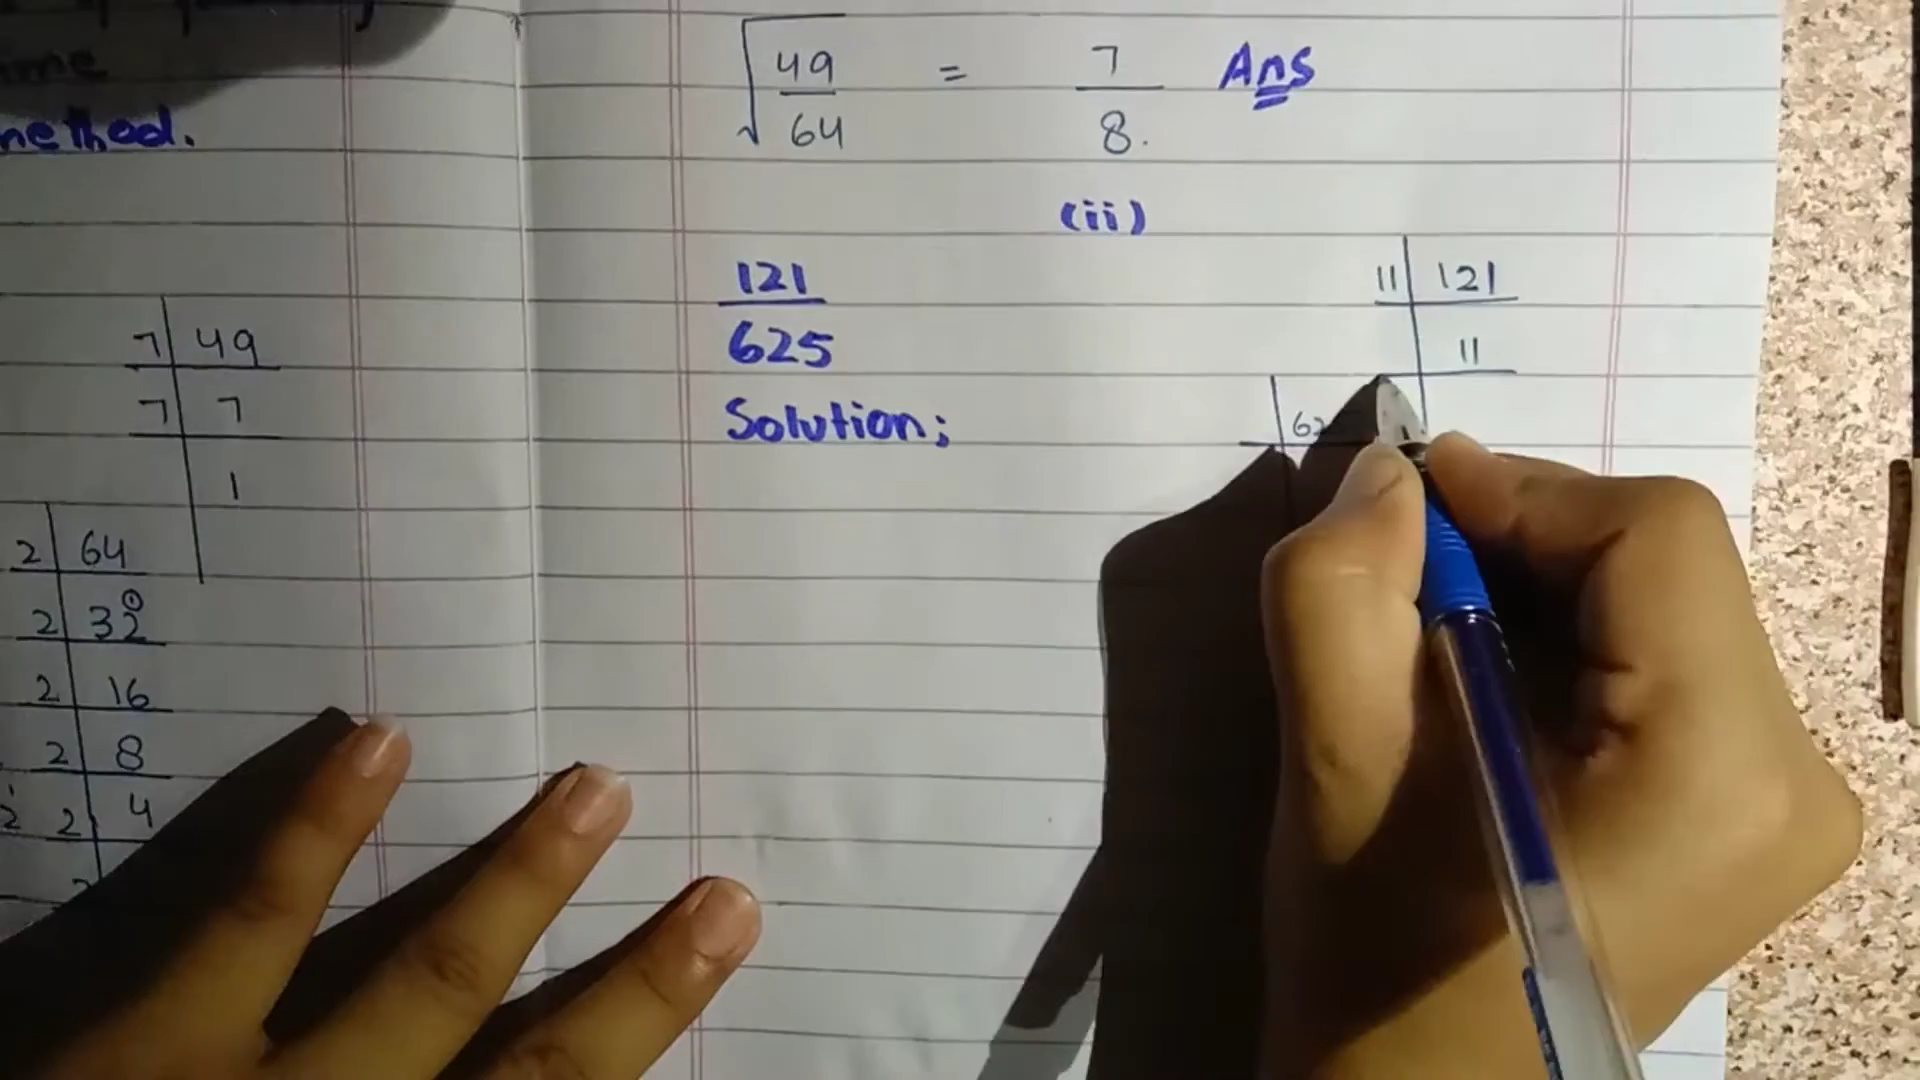 method.
7 | 49
7 | 7
1
2 | 64
2 | 32
2 | 16
2 | 8
2 | 4
√49/64 = 7/8. Ans
(ii)
121
625
Solution;
11 | 121
11
62